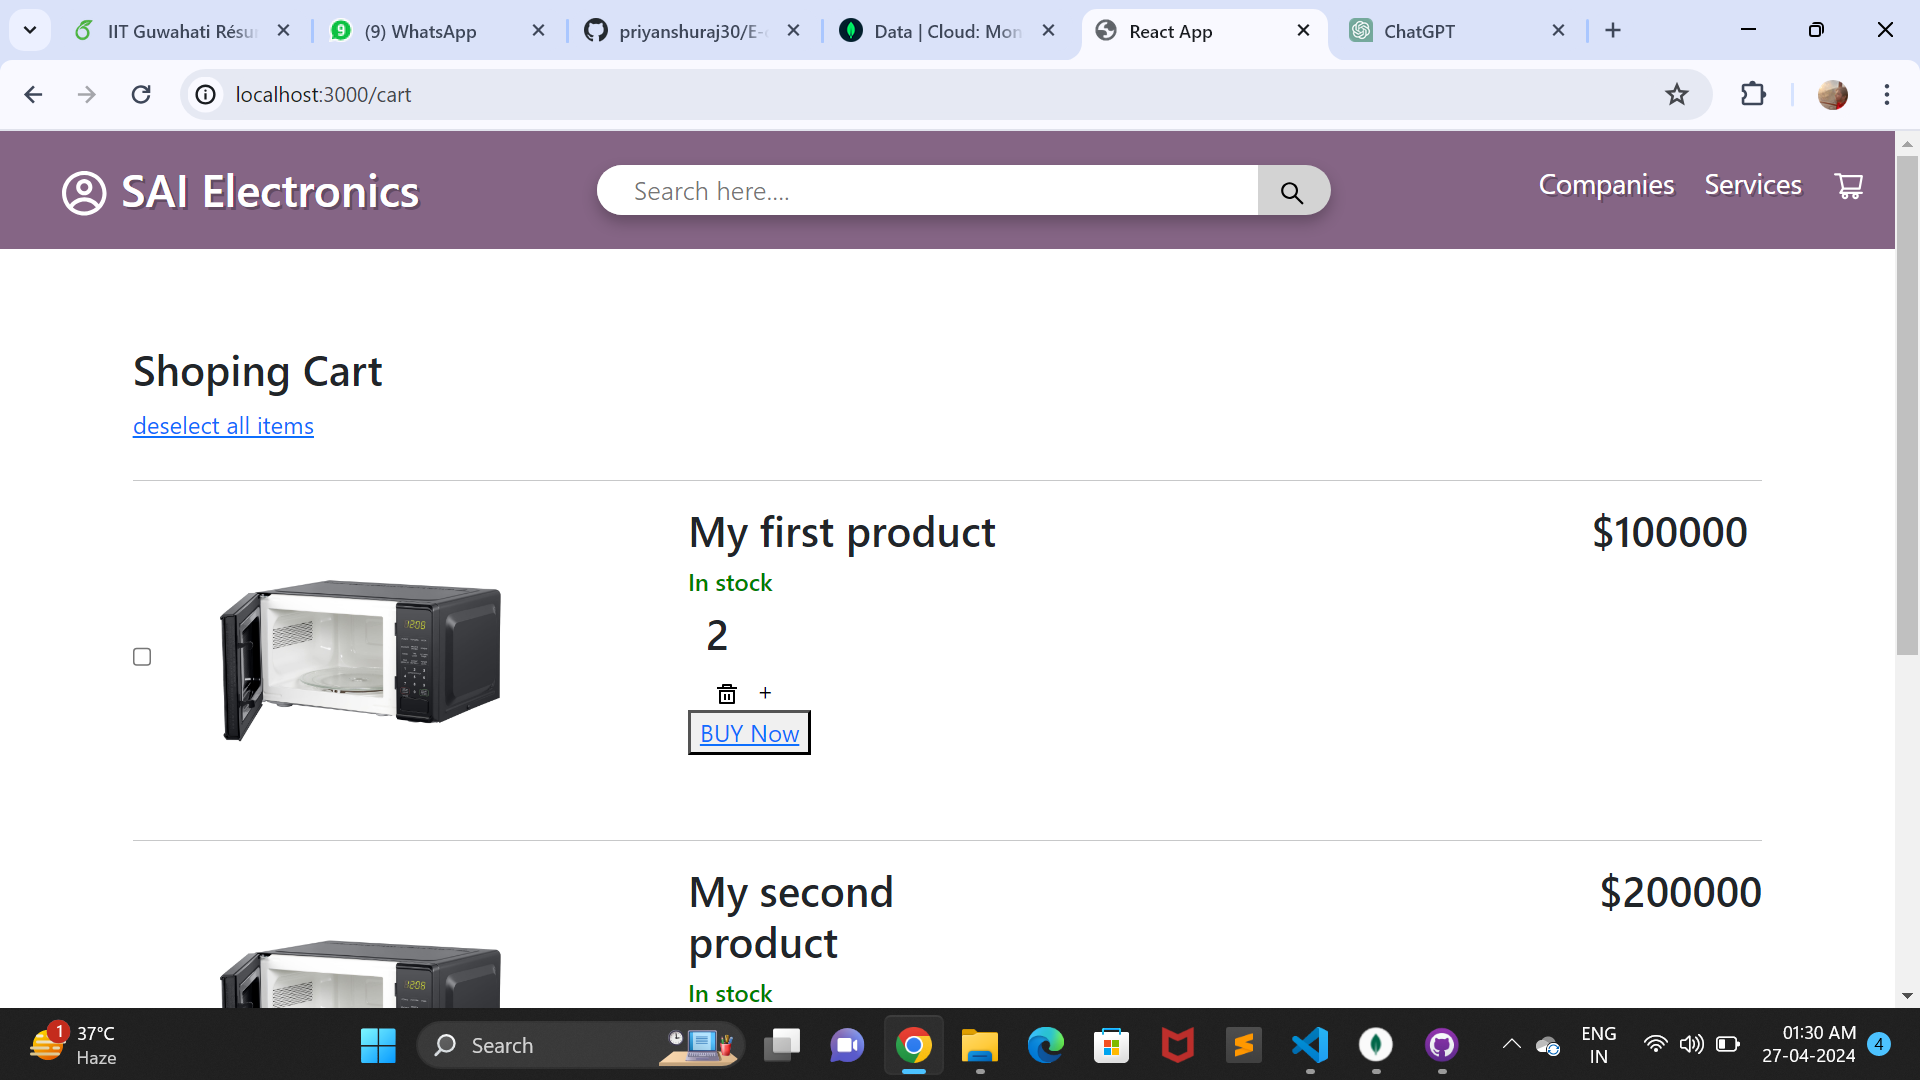 IIT Guwahati Résu
(9) WhatsApp
priyanshuraj30/E-
Data | Cloud: Mon
React App
ChatGPT
localhost:3000/cart
SAI Electronics
Search here....
Companies
Services
Shoping Cart
deselect all items
My first product
$100000
In stock
2
+
BUY Now
My second
product
$200000
In stock
1
37°C
Haze
Search
ENG
IN
01:30 AM
27-04-2024
4